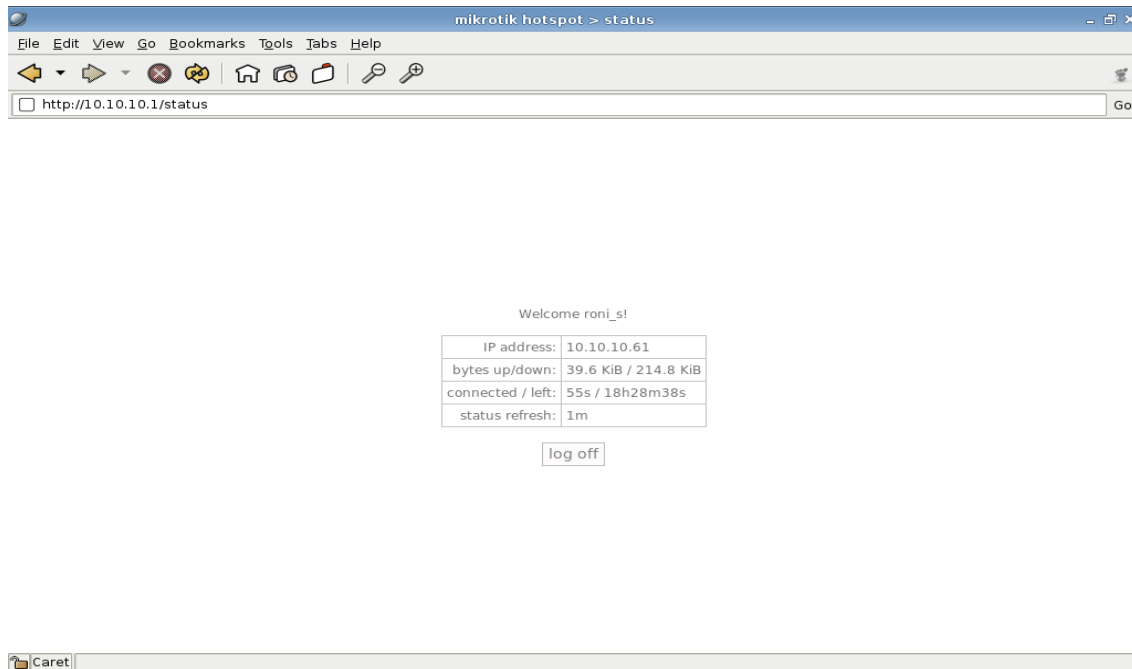 mikrotik hotspot > status
File Edit View Go Bookmarks Tools Tabs Help
http://10.10.10.1/status
Go
Welcome roni_s!
IP address: 10.10.10.61
bytes up/down: 39.6 KiB / 214.8 KiB
connected / left: 55s / 18h28m38s
status refresh: 1m
log off
Caret